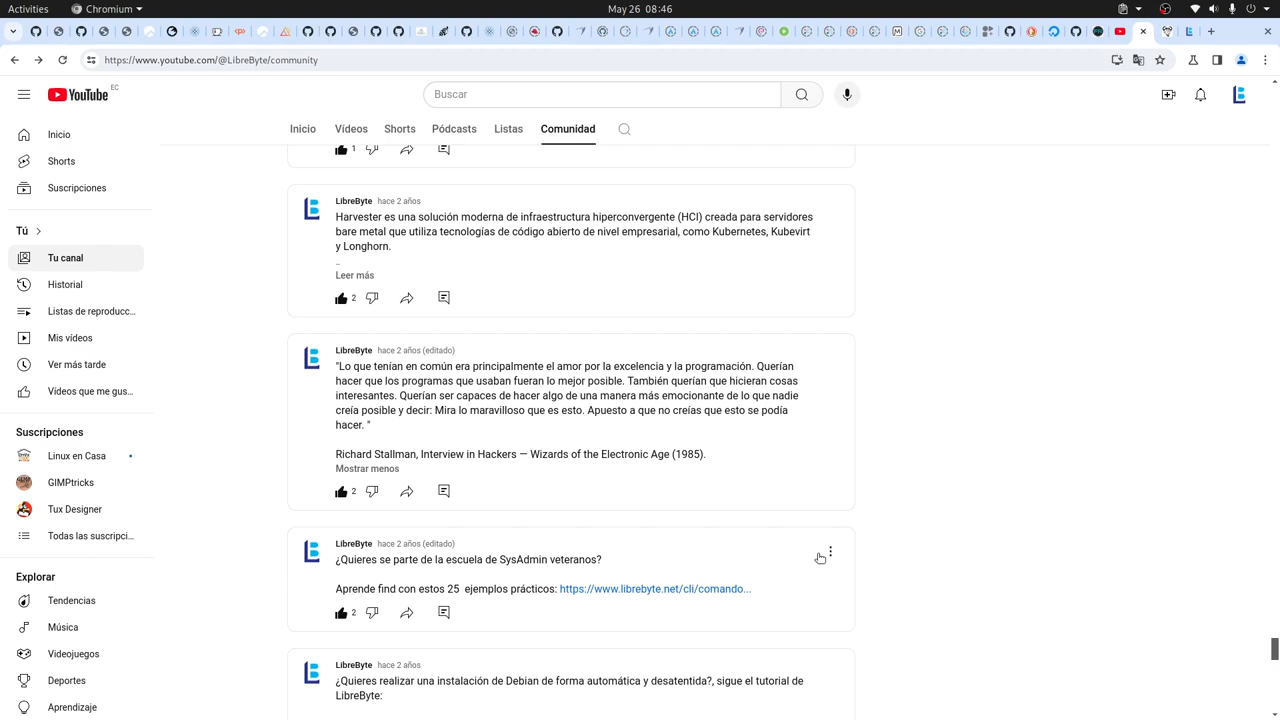 Actividades
Chromium
May 26 08:46
https://www.youtube.com/@LibreByte/community
YouTube
EC
Buscar
Inicio
Vídeos
Shorts
Pódcasts
Listas
Comunidad
Inicio
Shorts
Suscripciones
Tú
Tu canal
Historial
Listas de reproducc...
Mis vídeos
Ver más tarde
Vídeos que me gus...
Suscripciones
Linux en Casa
GIMPtricks
Tux Designer
Todas las suscripci...
Explorar
Tendencias
Música
Videojuegos
Deportes
Aprendizaje
1
LibreByte hace 2 años
Harvester es una solución moderna de infraestructura hiperconvergente (HCI) creada para servidores
bare metal que utiliza tecnologías de código abierto de nivel empresarial, como Kubernetes, Kubevirt
y Longhorn.
..
Leer más
2
LibreByte hace 2 años (editado)
"Lo que tenían en común era principalmente el amor por la excelencia y la programación. Querían
hacer que los programas que usaban fueran lo mejor posible. También querían que hicieran cosas
interesantes. Querían ser capaces de hacer algo de una manera más emocionante de lo que nadie
creía posible y decir: Mira lo maravilloso que es esto. Apuesto a que no creías que esto se podía
hacer. "
Richard Stallman, Interview in Hackers — Wizards of the Electronic Age (1985).
Mostrar menos
2
LibreByte hace 2 años (editado)
¿Quieres se parte de la escuela de SysAdmin veteranos?
Aprende find con estos 25 ejemplos prácticos: https://www.librebyte.net/cli/comando...
2
LibreByte hace 2 años
¿Quieres realizar una instalación de Debian de forma automática y desatentida?, sigue el tutorial de
LibreByte: